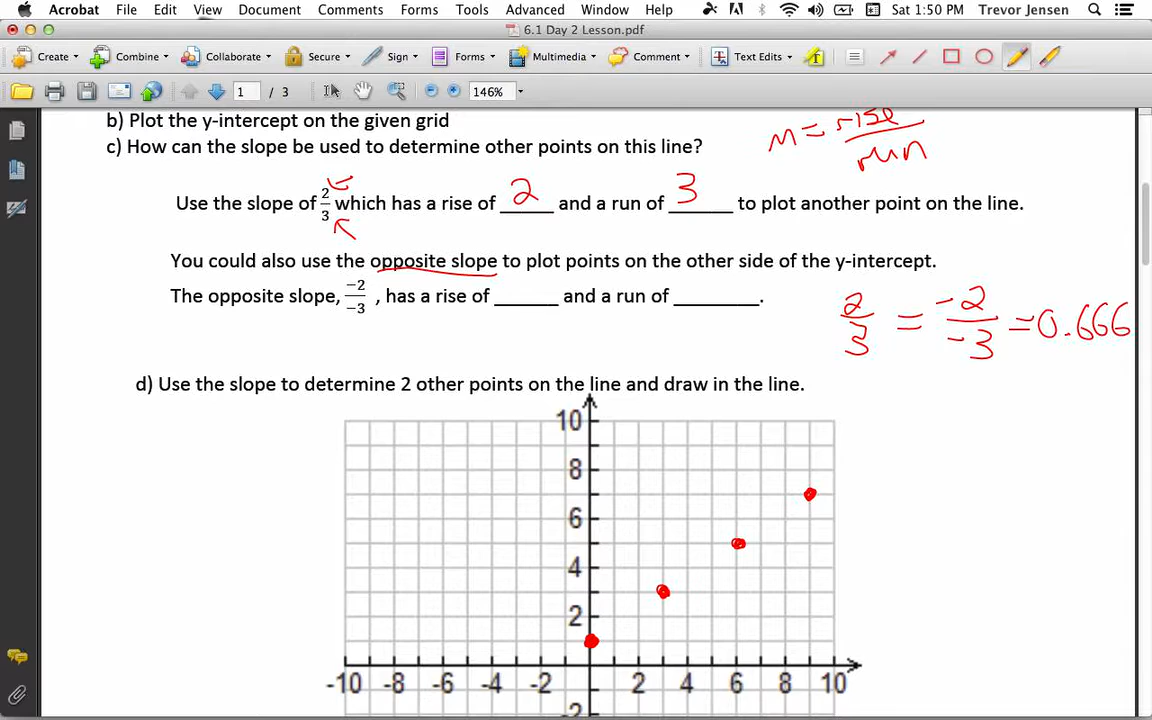 Acrobat File Edit View Document Comments Forms Tools Advanced Window Help Sat 1:50 PM Trevor Jensen
6.1 Day 2 Lesson.pdf
Create Combine Collaborate Secure Sign Forms Multimedia Comment Text Edits
1 / 3 146%
b) Plot the y-intercept on the given grid
m = rise/run
c) How can the slope be used to determine other points on this line?
Use the slope of 2/3 which has a rise of __2__ and a run of __3__ to plot another point on the line.
You could also use the opposite slope to plot points on the other side of the y-intercept.
The opposite slope, −2/−3 , has a rise of ______ and a run of ________.
2/3 = -2/-3 = 0.666
d) Use the slope to determine 2 other points on the line and draw in the line.
10
8
6
4
2
-10 -8 -6 -4 -2 2 4 6 8 10
-2